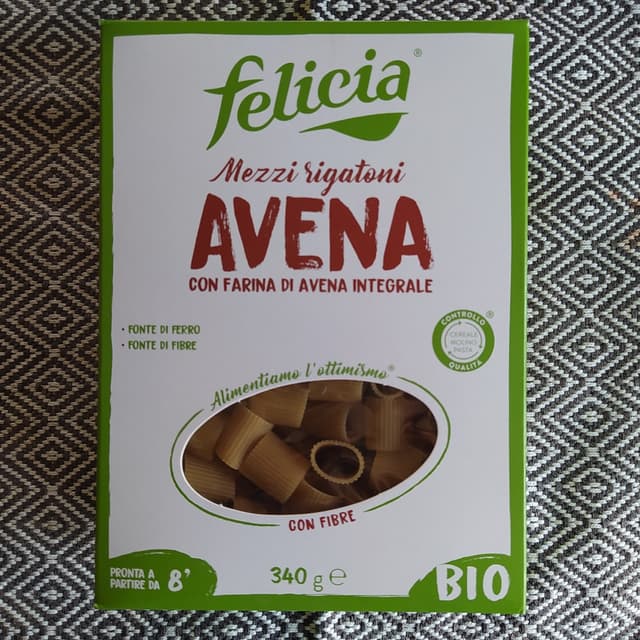 felicia®
Mezzi rigatoni
AVENA
CON FARINA DI AVENA INTEGRALE
· FONTE DI FERRO
· FONTE DI FIBRE
CONTROLLO®
CEREALE
MOLINO
PASTA
QUALITÀ
Alimentiamo l'ottimismo®
CON FIBRE
PRONTA A
PARTIRE DA 8'
340 g ℮
BIO